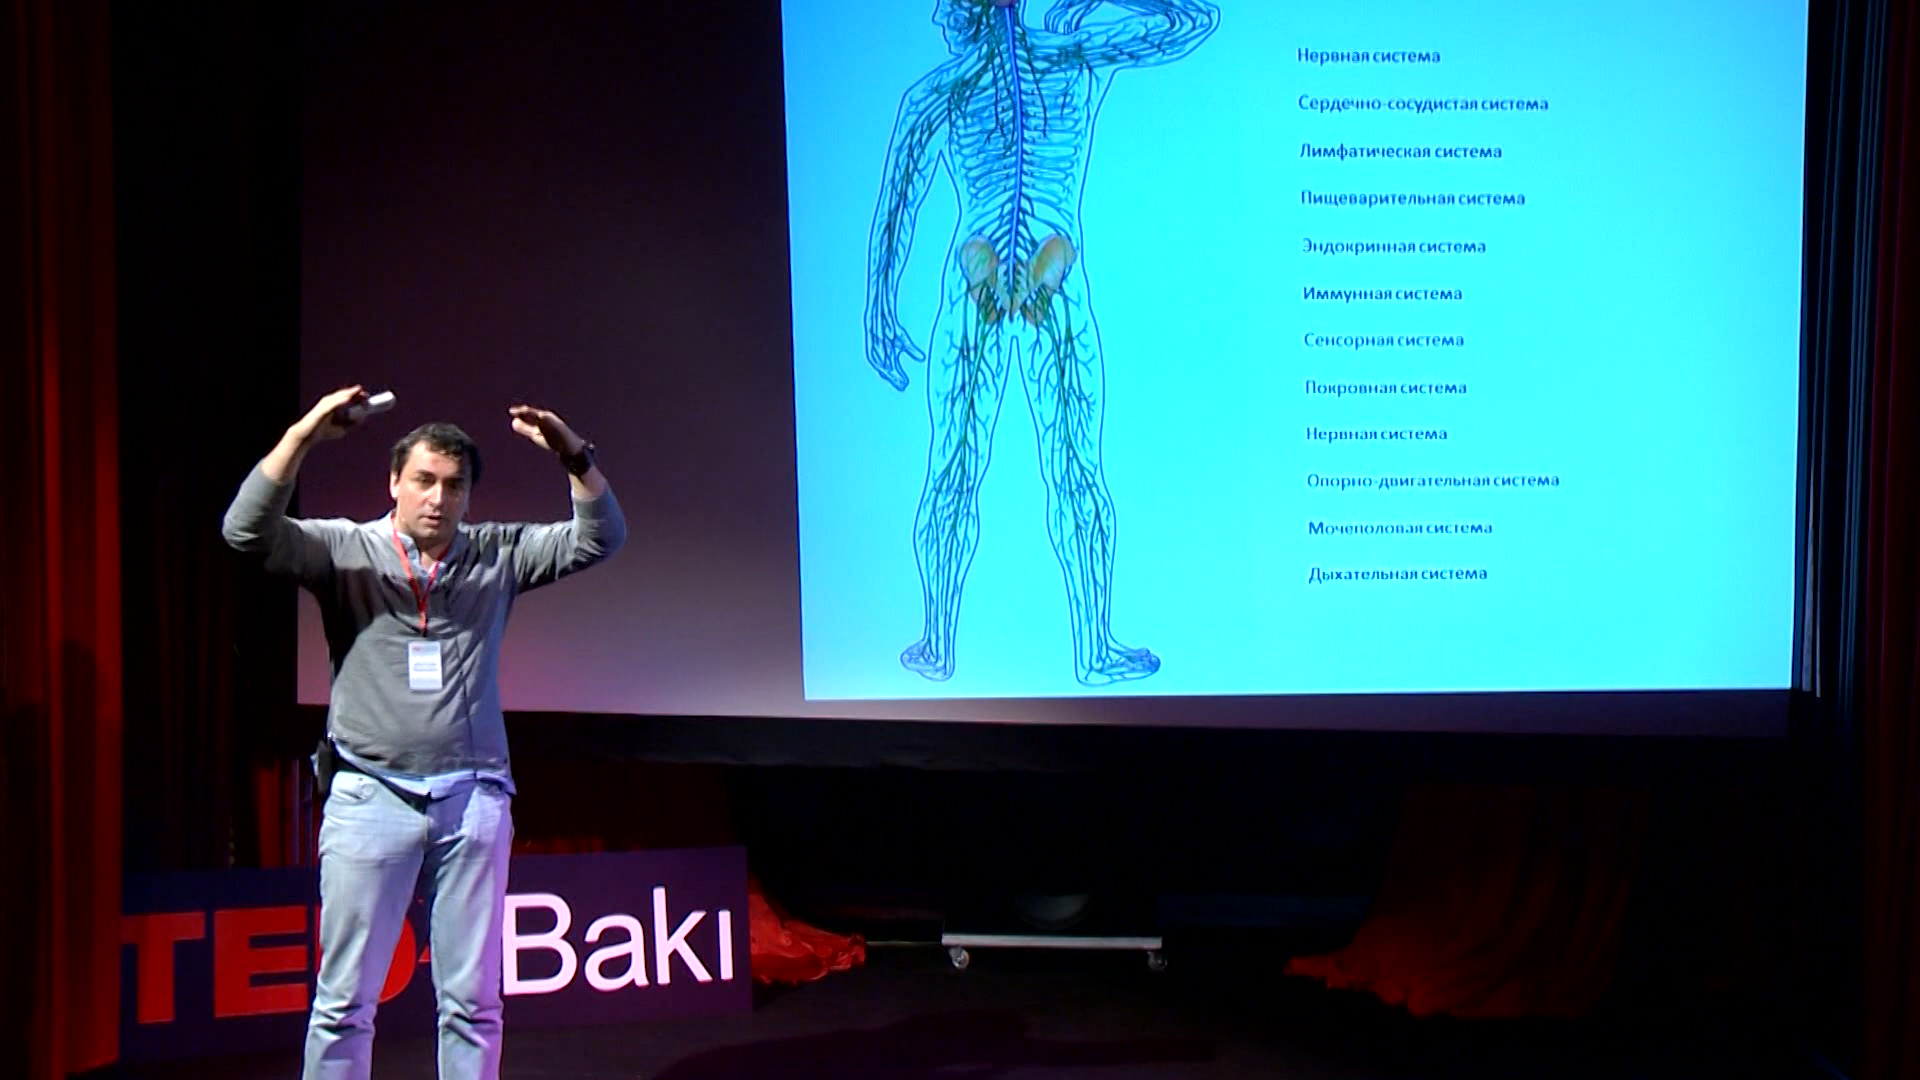 Нервная система
Сердечно-сосудистая система
Лимфатическая система
Пищеварительная система
Эндокринная система
Иммунная система
Сенсорная система
Покровная система
Нервная система
Опорно-двигательная система
Мочеполовая система
Дыхательная система
TEDx Bakı